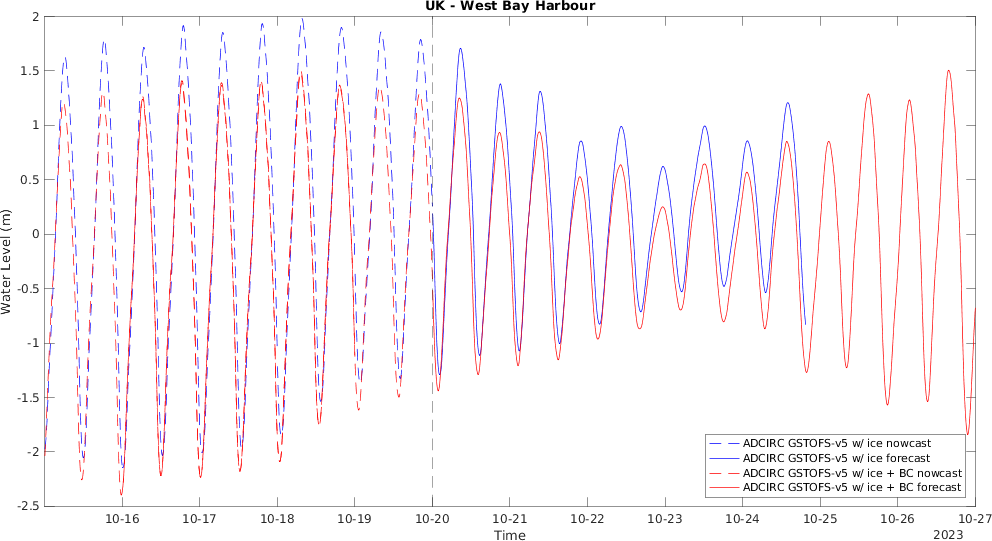 UK - West Bay Harbour
Water Level (m)
2
1.5
1
0.5
0
-0.5
-1
-1.5
-2
-2.5
10-16 10-17 10-18 10-19 10-20 10-21 10-22 10-23 10-24 10-25 10-26 10-27
Time
2023
ADCIRC GSTOFS-v5 w/ ice nowcast
ADCIRC GSTOFS-v5 w/ ice forecast
ADCIRC GSTOFS-v5 w/ ice + BC nowcast
ADCIRC GSTOFS-v5 w/ ice + BC forecast